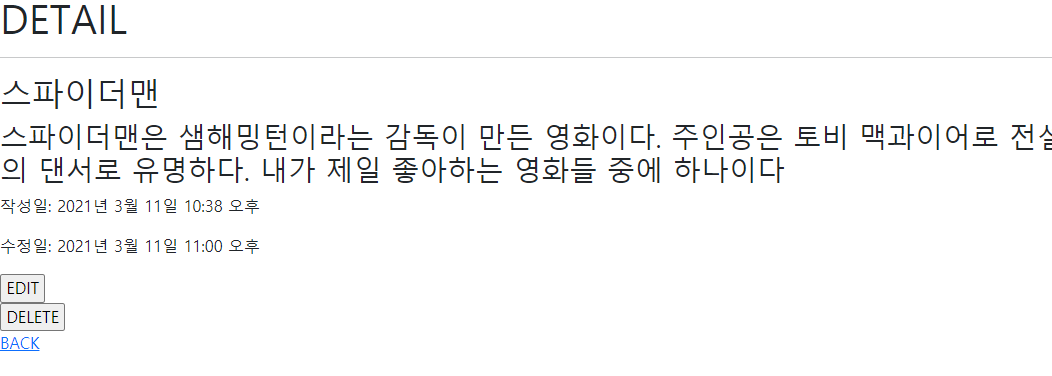 DETAIL
스파이더맨
스파이더맨은 샘해밍턴이라는 감독이 만든 영화이다. 주인공은 토비 맥과이어로 전설
의 댄서로 유명하다. 내가 제일 좋아하는 영화들 중에 하나이다
작성일: 2021년 3월 11일 10:38 오후
수정일: 2021년 3월 11일 11:00 오후
EDIT
DELETE
BACK